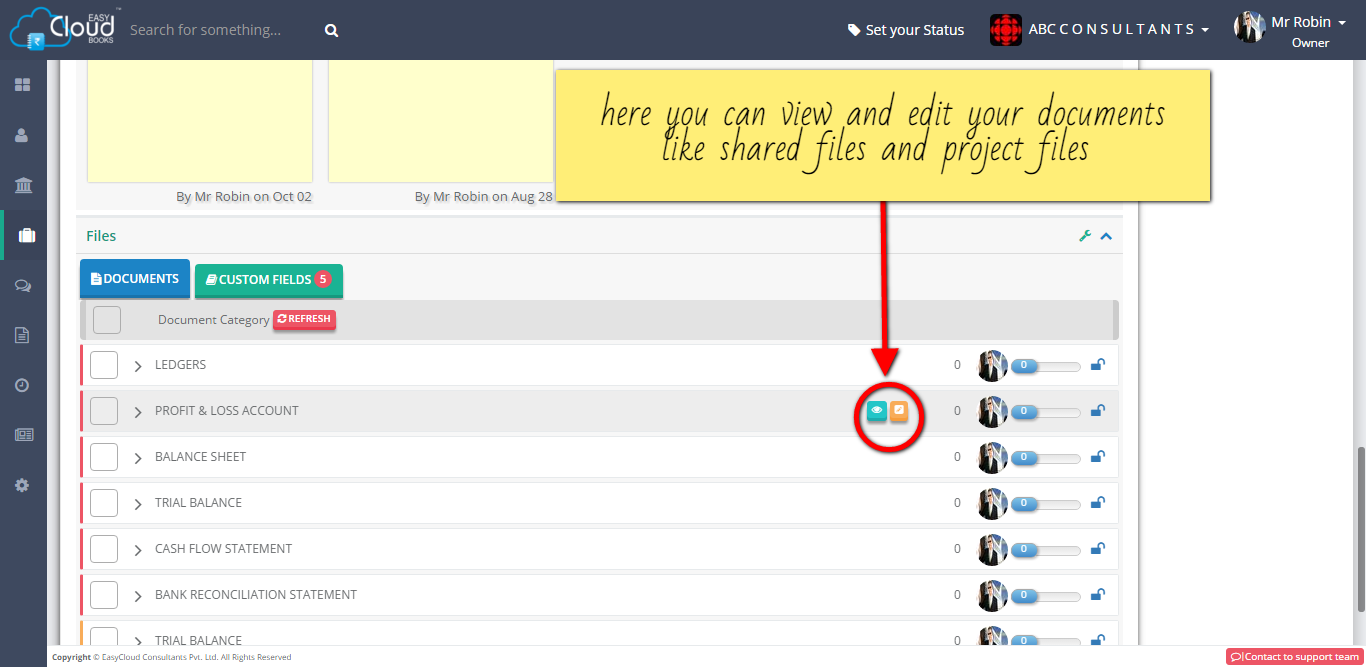 EASY
Cloud
BOOKS
™
Search for something...
Set your Status
A B C C O N S U L T A N T S
Mr Robin
Owner
here you can view and edit your documents
like shared files and project files
By Mr Robin on Oct 02
By Mr Robin on Aug 28
Files
DOCUMENTS
CUSTOM FIELDS 5
Document Category REFRESH
LEDGERS 0 0
PROFIT & LOSS ACCOUNT 0 0
BALANCE SHEET 0 0
TRIAL BALANCE 0 0
CASH FLOW STATEMENT 0 0
BANK RECONCILIATION STATEMENT 0 0
TRIAL BALANCE 0 0
Copyright © EasyCloud Consultants Pvt. Ltd. All Rights Reserved
Contact to support team